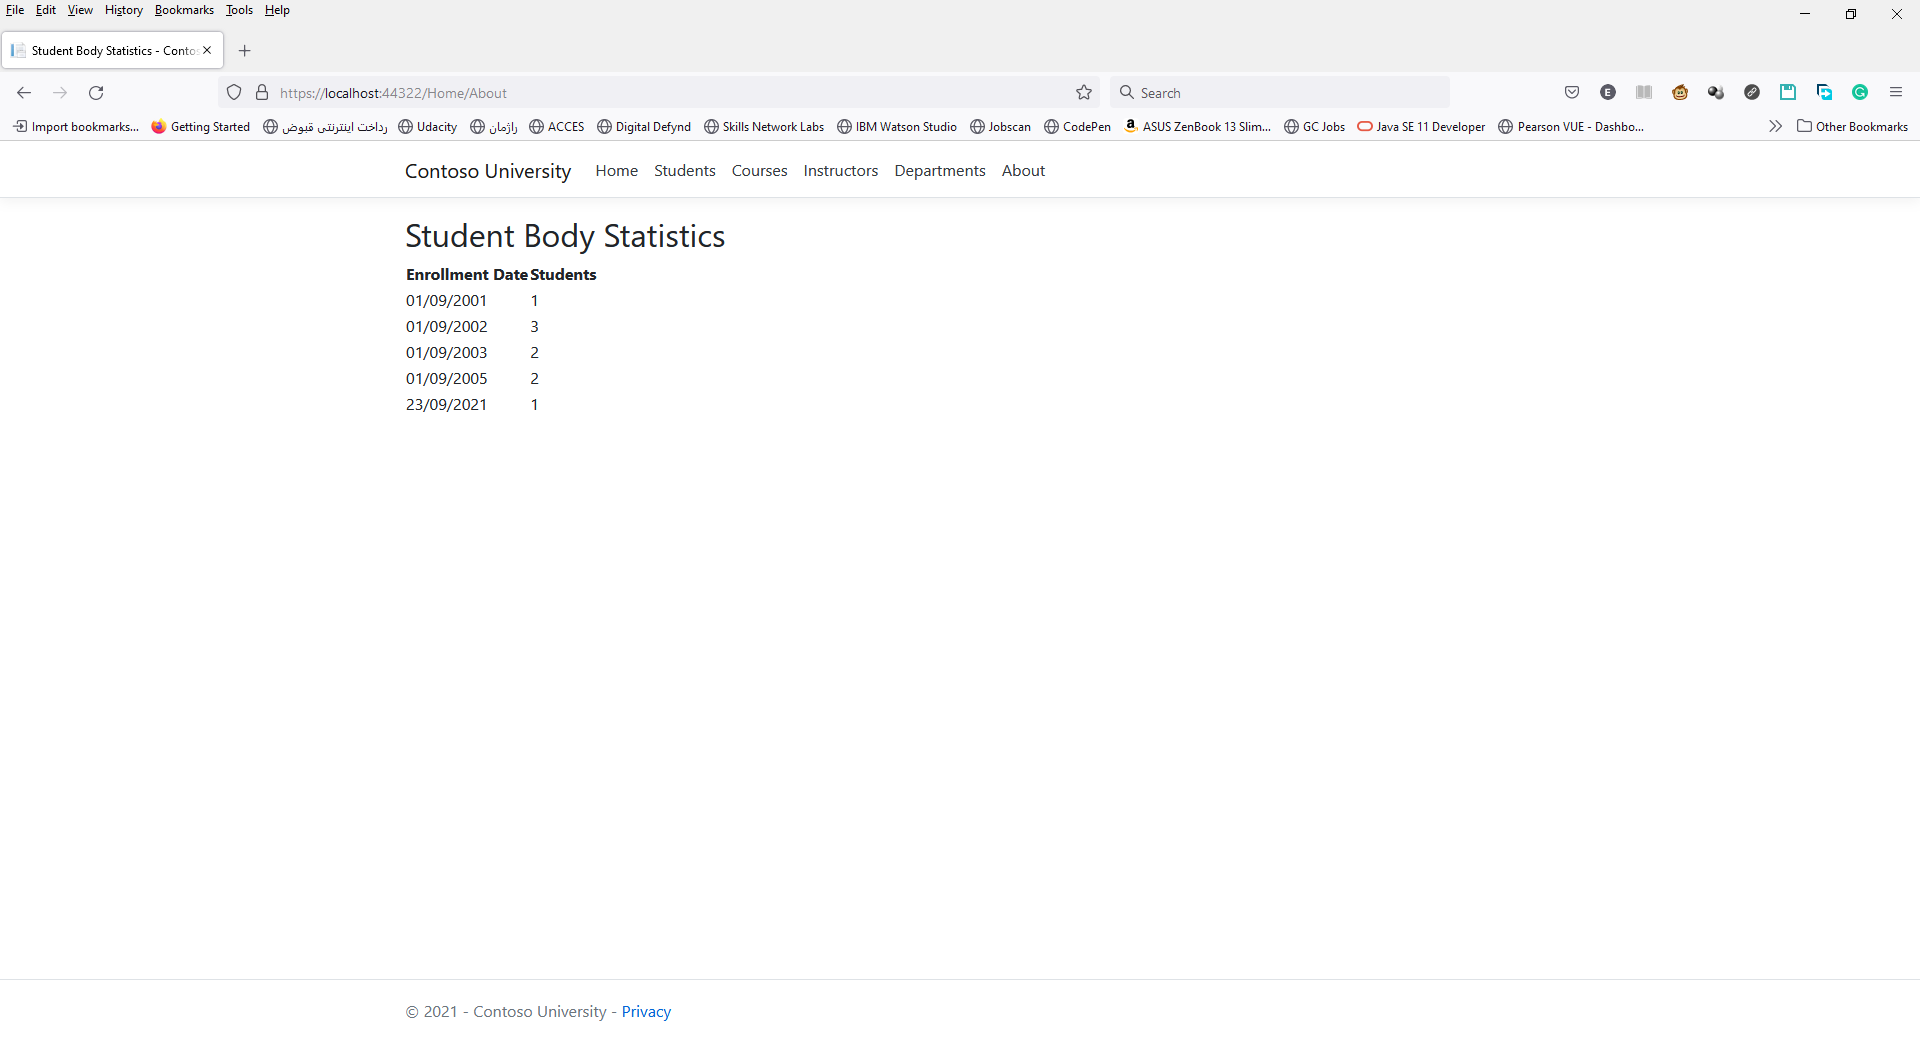 File Edit View History Bookmarks Tools Help
Student Body Statistics - Conto
https://localhost:44322/Home/About
Search
Import bookmarks... Getting Started رداخت اینترنتی قبوض Udacity راژمان ACCES Digital Defynd Skills Network Labs IBM Watson Studio Jobscan CodePen ASUS ZenBook 13 Slim... GC Jobs Java SE 11 Developer Pearson VUE - Dashbo... Other Bookmarks
Contoso University Home Students Courses Instructors Departments About
Student Body Statistics
Enrollment Date Students
01/09/2001 1
01/09/2002 3
01/09/2003 2
01/09/2005 2
23/09/2021 1
© 2021 - Contoso University - Privacy